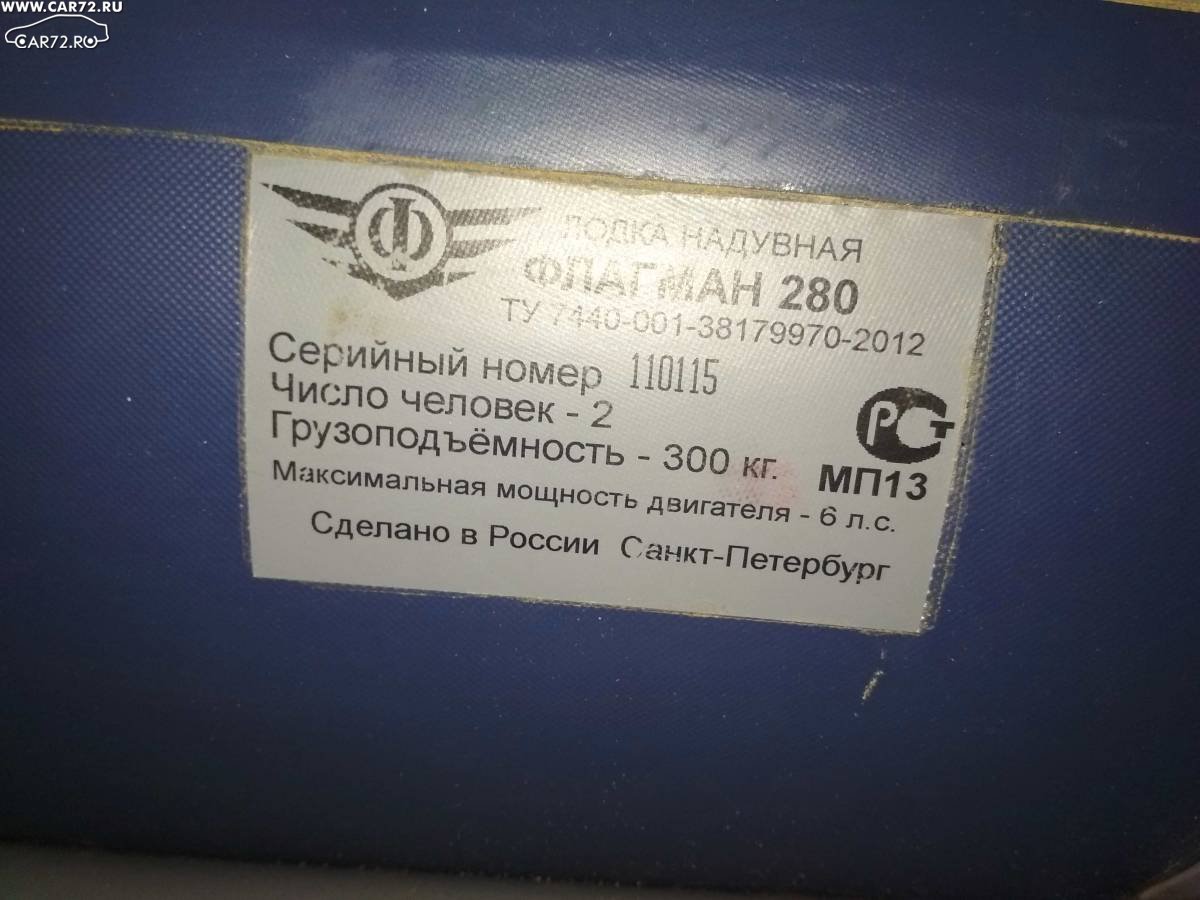 WWW.CAR72.RU
CAR72.RU
Ф
ЛОДКА НАДУВНАЯ
ФЛАГМАН 280
ТУ 7440-001-38179970-2012
Серийный номер 110115
Число человек - 2
Грузоподъёмность - 300 кг.
РСТ
МП13
Максимальная мощность двигателя - 6 л.с.
Сделано в России Санкт-Петербург